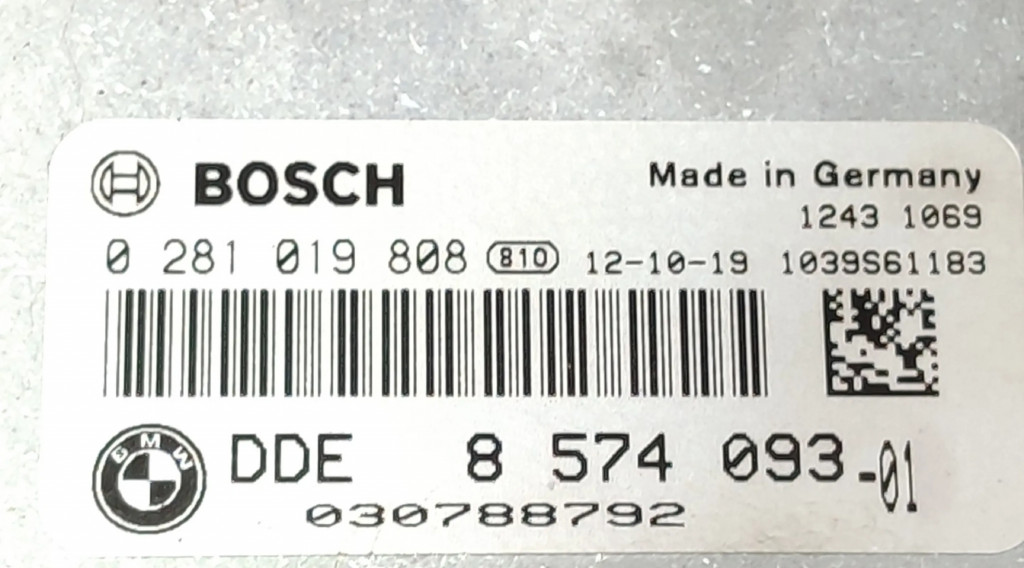 BOSCH
Made in Germany
1243 1069
0 281 019 808 810 12-10-19 1039S61183
BMW
DDE 8 574 093-01
030788792